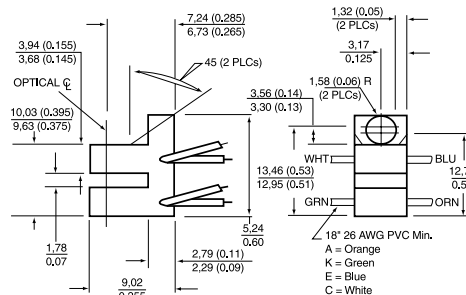 7,24 (0.285)
6,73 (0.265)
1,32 (0.05)
(2 PLCs)
3,17
0.125
3,94 (0.155)
3,68 (0.145)
45 (2 PLCs)
OPTICAL ℄
1,58 (0.06) R
(2 PLCs)
3,56 (0.14)
3,30 (0.13)
10,03 (0.395)
9,63 (0.375)
WHT
BLU
13,46 (0.53)
12,95 (0.51)
12,7
0.5
GRN
ORN
5,24
0.60
18" 26 AWG PVC Min.
A = Orange
K = Green
E = Blue
C = White
1,78
0.07
2,79 (0.11)
2,29 (0.09)
9,02